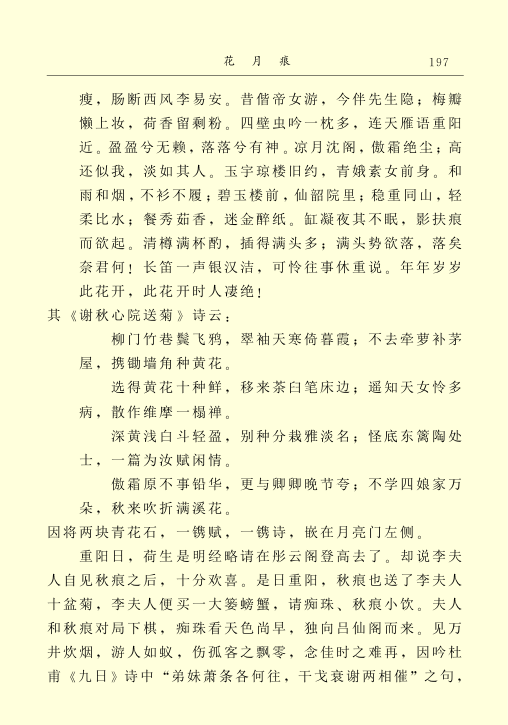 花 月 痕 197
瘦，肠断西风李易安。昔偕帝女游，今伴先生隐；梅瓣
懒上妆，荷香留剩粉。四壁虫吟一枕多，连天雁语重阳
近。盈盈兮无赖，落落兮有神。凉月沈阁，傲霜绝尘；高
还似我，淡如其人。玉宇琼楼旧约，青娥素女前身。和
雨和烟，不衫不履；碧玉楼前，仙韶院里；稳重同山，轻
柔比水；餐秀茹香，迷金醉纸。缸凝夜其不眠，影扶痕
而欲起。清樽满杯酌，插得满头多；满头势欲落，落矣
奈君何！长笛一声银汉洁，可怜往事休重说。年年岁岁
此花开，此花开时人凄绝！
其《谢秋心院送菊》诗云：
柳门竹巷鬓飞鸦，翠袖天寒倚暮霞；不去牵萝补茅
屋，携锄墙角种黄花。
选得黄花十种鲜，移来茶臼笔床边；遥知天女怜多
病，散作维摩一榻禅。
深黄浅白斗轻盈，别种分栽雅淡名；怪底东篱陶处
士，一篇为汝赋闲情。
傲霜原不事铅华，更与卿卿晚节夸；不学四娘家万
朵，秋来吹折满溪花。
因将两块青花石，一镌赋，一镌诗，嵌在月亮门左侧。
重阳日，荷生是明经略请在彤云阁登高去了。却说李夫
人自见秋痕之后，十分欢喜。是日重阳，秋痕也送了李夫人
十盆菊，李夫人便买一大篓螃蟹，请痴珠、秋痕小饮。夫人
和秋痕对局下棋，痴珠看天色尚早，独向吕仙阁而来。见万
井炊烟，游人如蚁，伤孤客之飘零，念佳时之难再，因吟杜
甫《九日》诗中“弟妹萧条各何往，干戈衰谢两相催”之句，